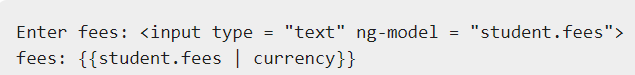 Enter fees: <input type = "text" ng-model = "student.fees">
fees: {{student.fees | currency}}